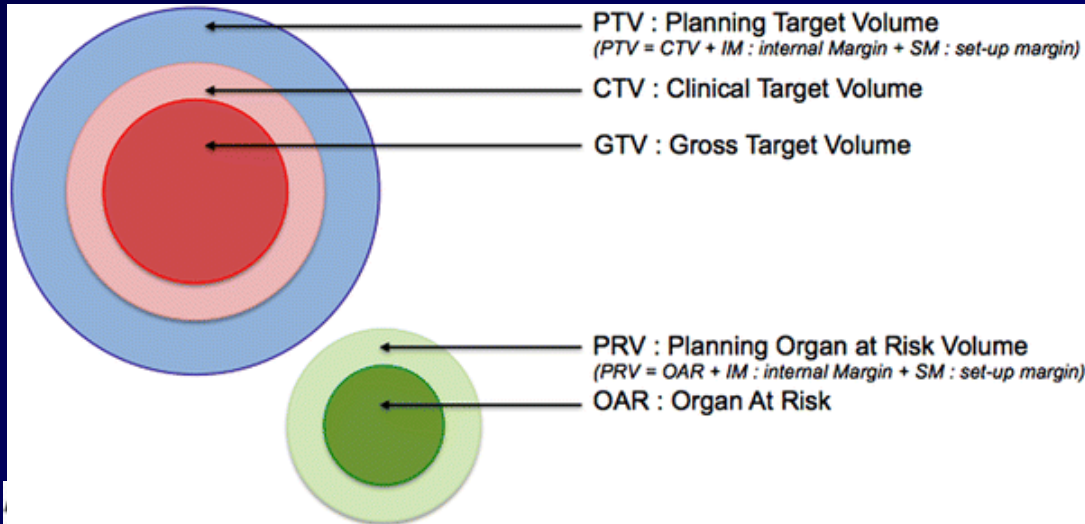 PTV : Planning Target Volume
(PTV = CTV + IM : internal Margin + SM : set-up margin)
CTV : Clinical Target Volume
GTV : Gross Target Volume
PRV : Planning Organ at Risk Volume
(PRV = OAR + IM : internal Margin + SM : set-up margin)
OAR : Organ At Risk